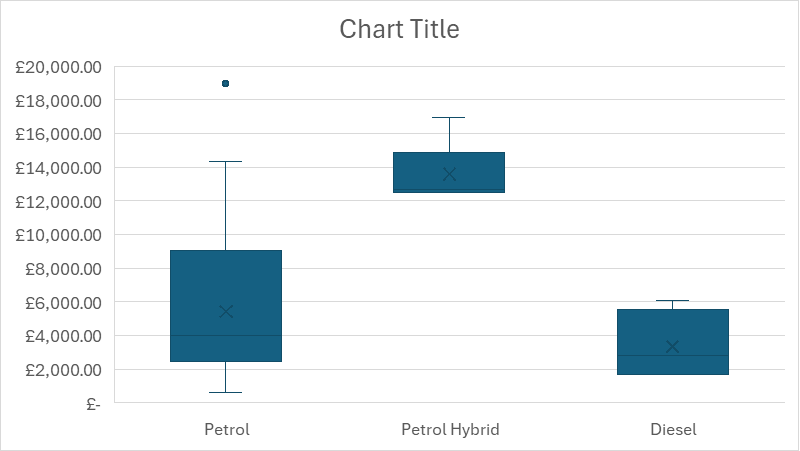 Chart Title
£20,000.00
£18,000.00
£16,000.00
£14,000.00
£12,000.00
£10,000.00
£8,000.00
£6,000.00
£4,000.00
£2,000.00
£-
Petrol
Petrol Hybrid
Diesel